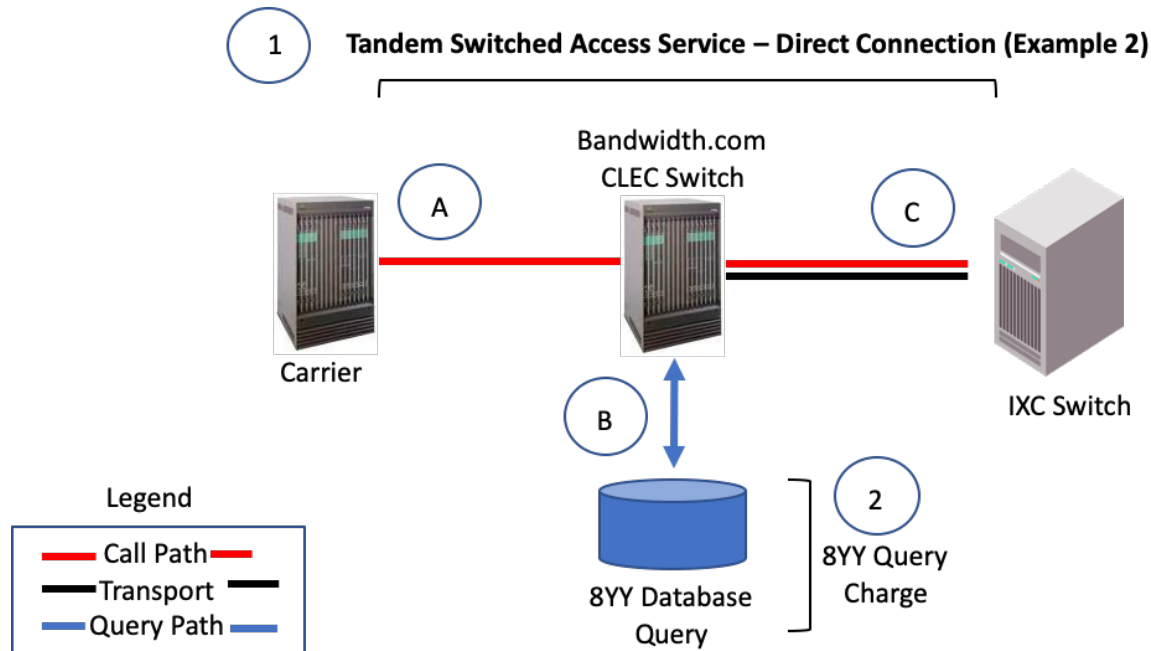 1
Tandem Switched Access Service – Direct Connection (Example 2)
Bandwidth.com
CLEC Switch
A
C
Carrier
IXC Switch
B
2
8YY Query
Charge
8YY Database
Query
Legend
Call Path
Transport
Query Path